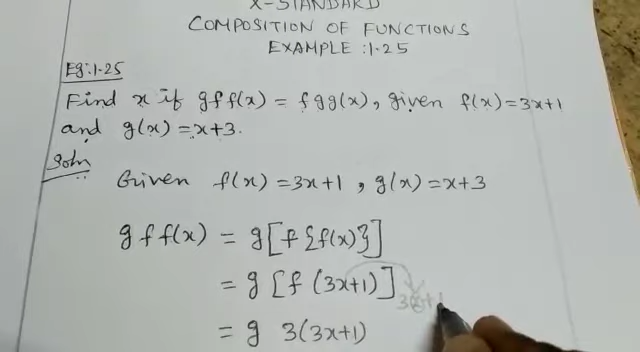 X-STANDARD
COMPOSITION OF FUNCTIONS
EXAMPLE :1.25
Eg:1.25
Find x if gff(x) = fgg(x), given f(x)=3x+1
and g(x)=x+3.
Soln
Given f(x)=3x+1, g(x)=x+3
gff(x) = g[f{f(x)}]
= g[f(3x+1)]
= g 3(3x+1)